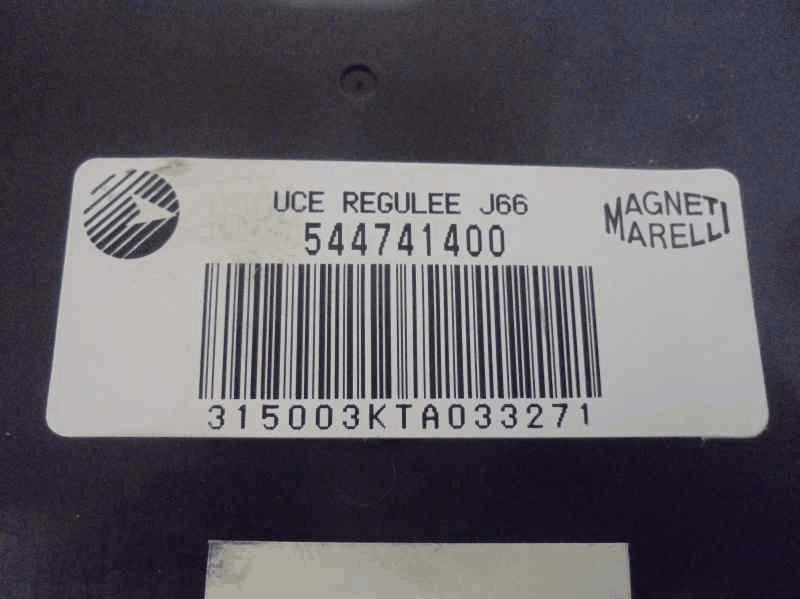 UCE REGULEE J66
MAGNETI
MARELLI
544741400
315003KTA033271